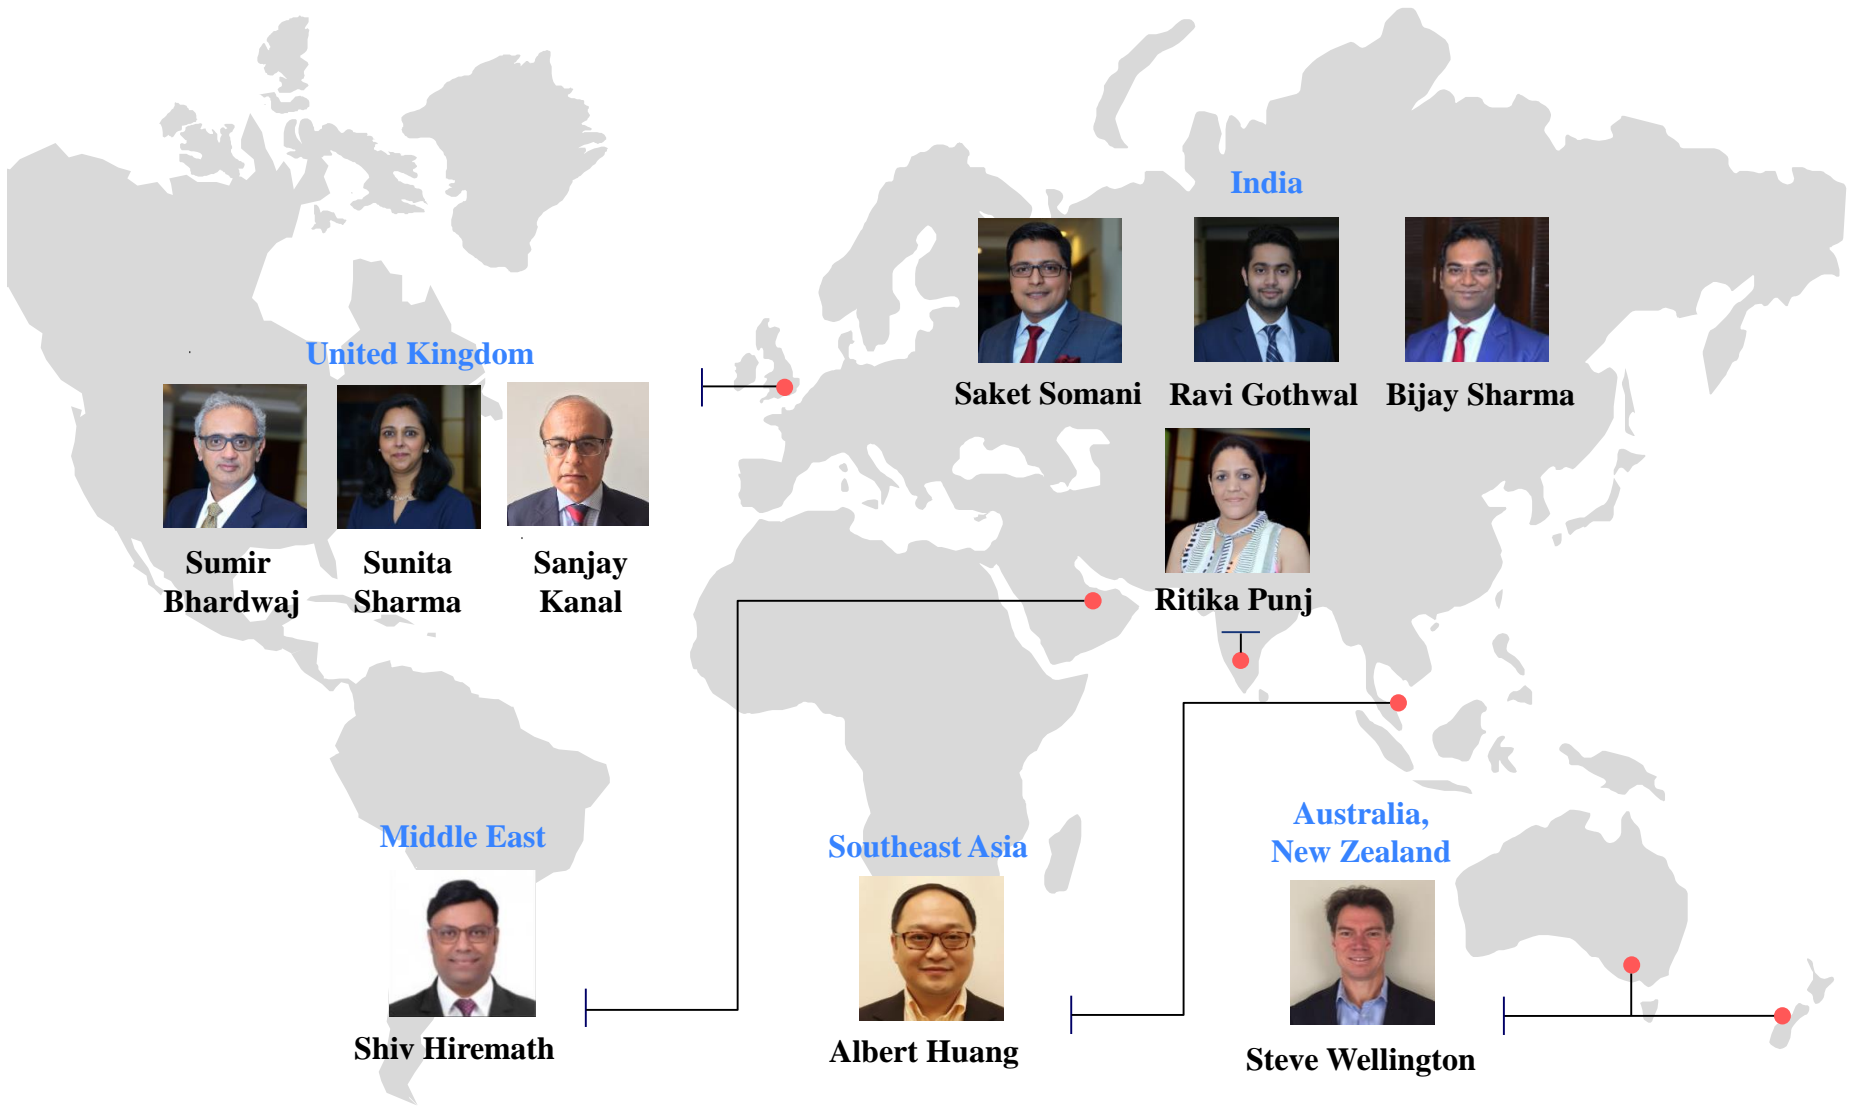 India
Saket Somani
Ravi Gothwal
Bijay Sharma
Ritika Punj
United Kingdom
Sumir
Bhardwaj
Sunita
Sharma
Sanjay
Kanal
Middle East
Shiv Hiremath
Southeast Asia
Albert Huang
Australia,
New Zealand
Steve Wellington